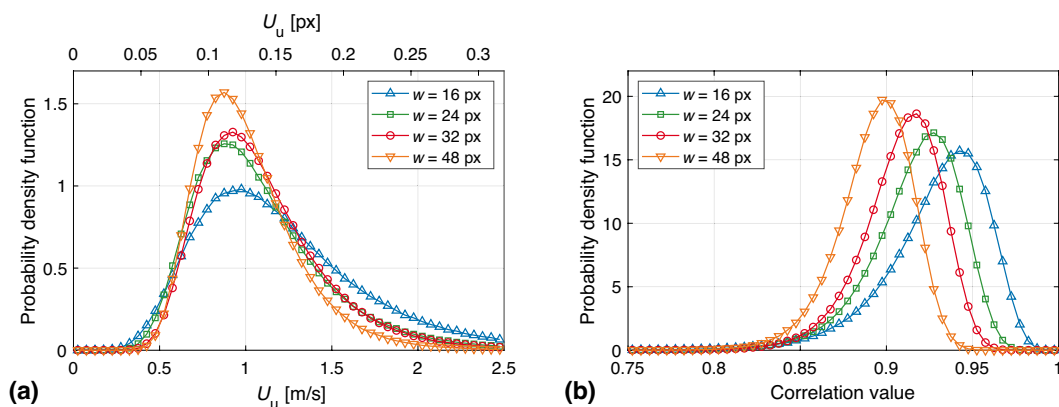 U_u [px]
0 0.05 0.1 0.15 0.2 0.25 0.3
(a)
Probability density function
1.5
1
0.5
0
w = 16 px
w = 24 px
w = 32 px
w = 48 px
0 0.5 1 1.5 2 2.5
U_u [m/s]
(b)
Probability density function
20
15
10
5
0
w = 16 px
w = 24 px
w = 32 px
w = 48 px
0.75 0.8 0.85 0.9 0.95 1
Correlation value